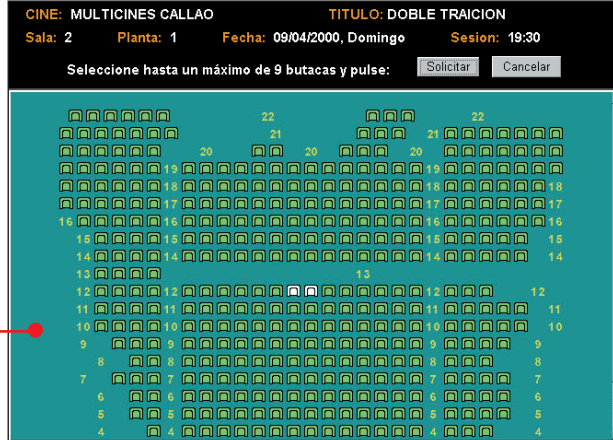 CINE: MULTICINES CALLAO TITULO: DOBLE TRAICION
Sala: 2 Planta: 1 Fecha: 09/04/2000, Domingo Sesion: 19:30
Seleccione hasta un máximo de 9 butacas y pulse: Solicitar Cancelar
22 22
21 21
20 20 20
19 19
18 18 18
17 17 17
16 16 16 16
15 15 15 15
14 14 14 14
13 13
12 12 12 12
11 11 11 11
10 10 10 10
9 9 9 9
8 8 8 8
7 7 7 7
6 6 6 6
5 5 5 5
4 4 4 4